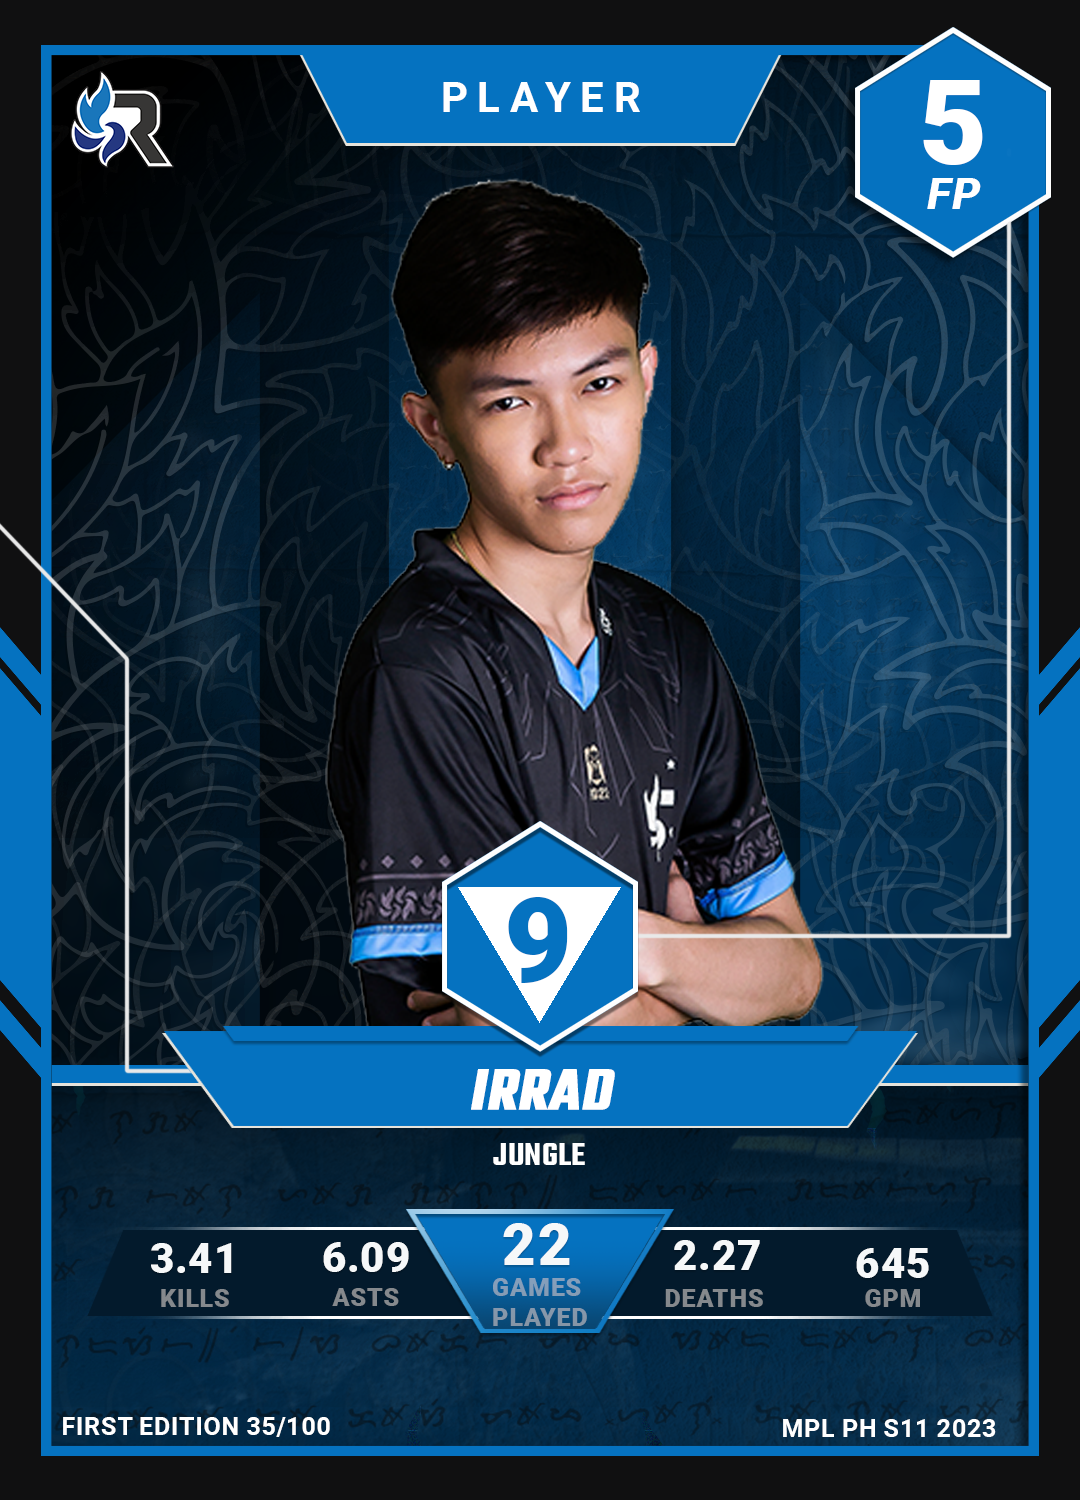 PLAYER
5
FP
9
IRRAD
JUNGLE
3.41
KILLS
6.09
ASTS
22
GAMES
PLAYED
2.27
DEATHS
645
GPM
FIRST EDITION 35/100
MPL PH S11 2023